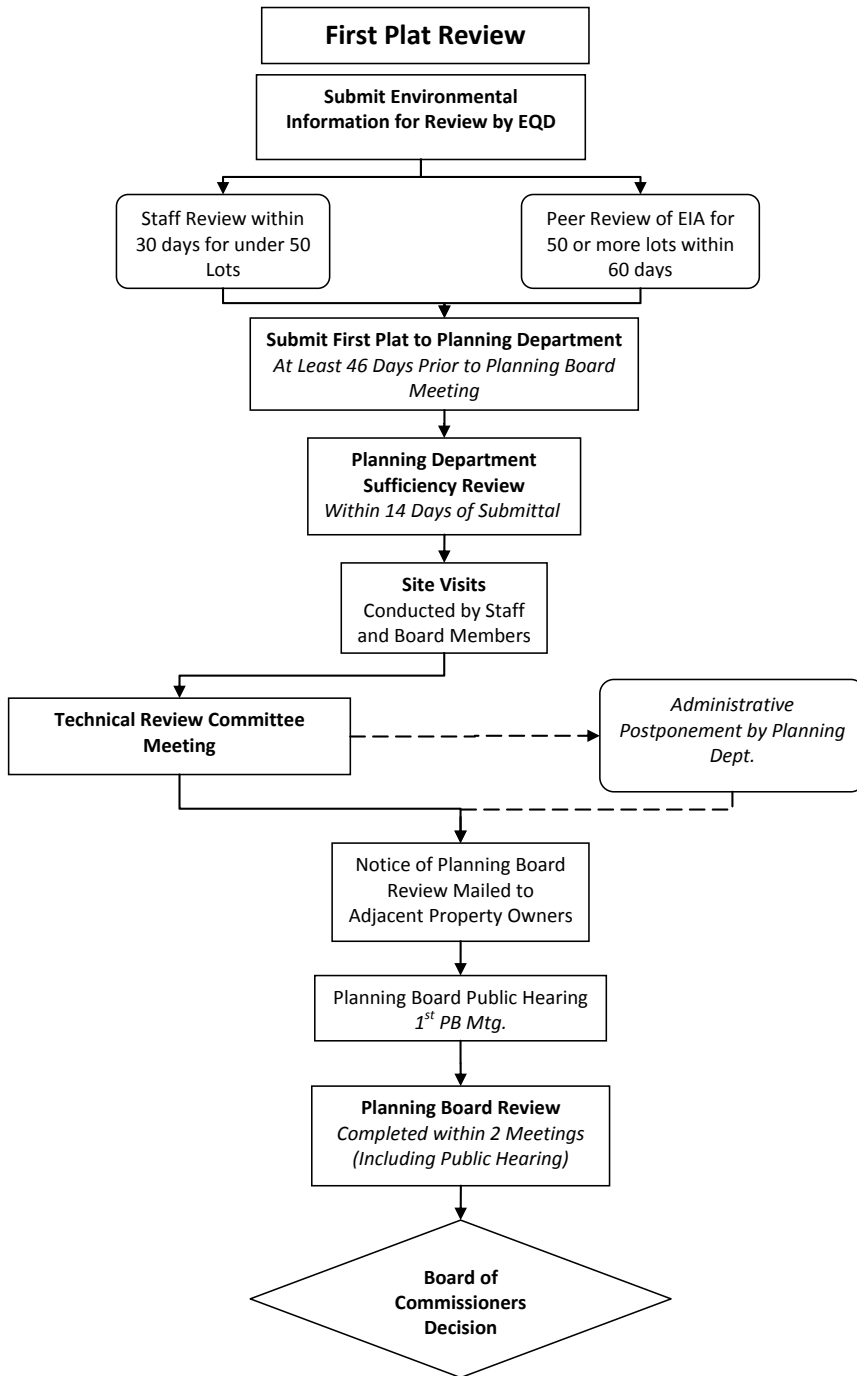 First Plat Review
Submit Environmental
Information for Review by EQD
Staff Review within
30 days for under 50
Lots
Peer Review of EIA for
50 or more lots within
60 days
Submit First Plat to Planning Department
At Least 46 Days Prior to Planning Board
Meeting
Planning Department
Sufficiency Review
Within 14 Days of Submittal
Site Visits
Conducted by Staff
and Board Members
Technical Review Committee
Meeting
Administrative
Postponement by Planning
Dept.
Notice of Planning Board
Review Mailed to
Adjacent Property Owners
Planning Board Public Hearing
1st PB Mtg.
Planning Board Review
Completed within 2 Meetings
(Including Public Hearing)
Board of
Commissioners
Decision